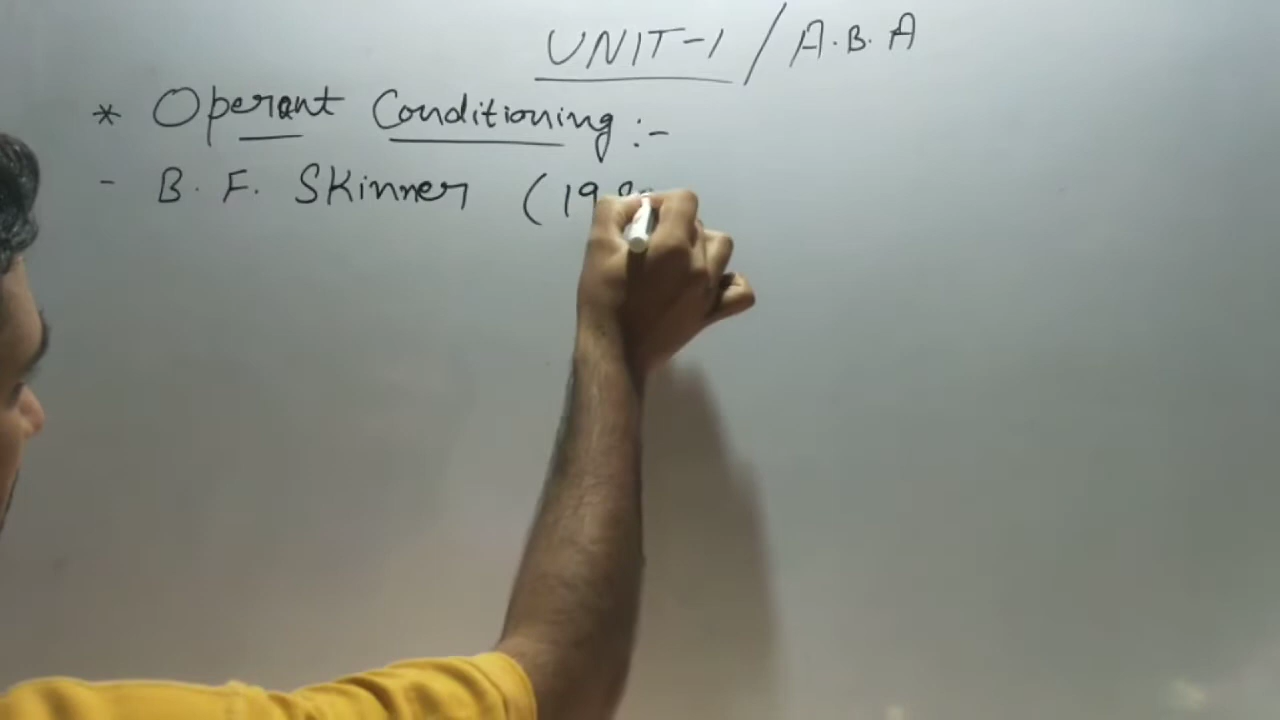 UNIT-1 / A.B.A
* Operant Conditioning :-
- B. F. Skinner (19